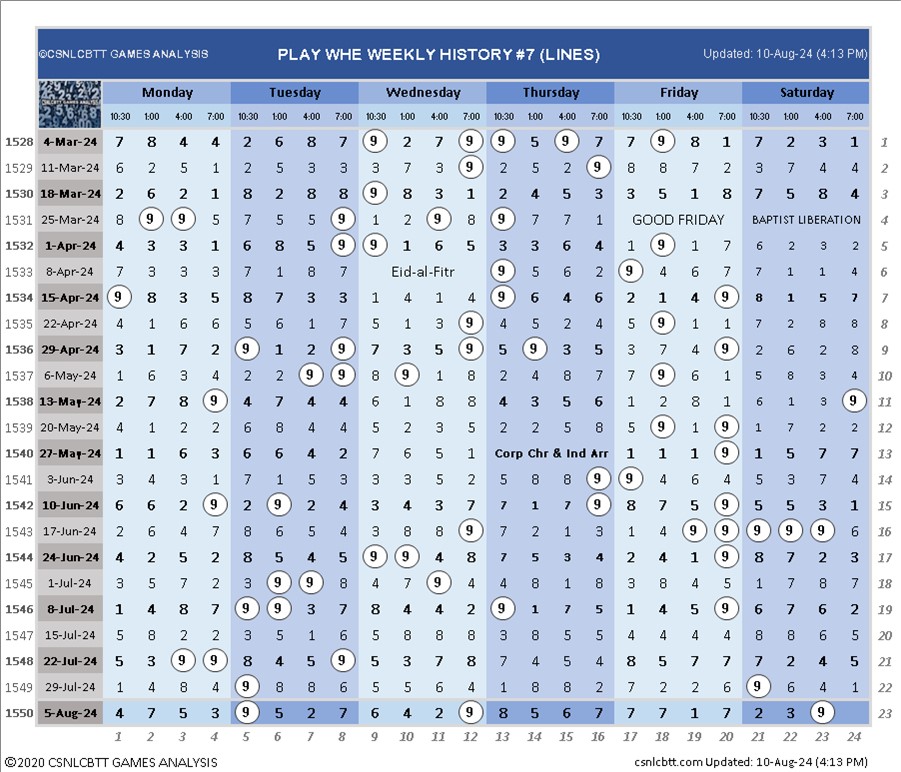 ©CSNLCBTT GAMES ANALYSIS PLAY WHE WEEKLY HISTORY #7 (LINES) Updated: 10-Aug-24 (4:13 PM)
CSNLCBTT GAMES ANALYSIS Monday Tuesday Wednesday Thursday Friday Saturday
10:30 1:00 4:00 7:00 10:30 1:00 4:00 7:00 10:30 1:00 4:00 7:00 10:30 1:00 4:00 7:00 10:30 1:00 4:00 7:00 10:30 1:00 4:00 7:00
1528 4-Mar-24 7 8 4 4 2 6 8 7 9 2 7 9 9 5 9 7 7 9 8 1 7 2 3 1 1
1529 11-Mar-24 6 2 5 1 2 5 3 3 3 7 3 9 2 5 2 9 8 8 7 2 3 7 4 4 2
1530 18-Mar-24 2 6 2 1 8 2 8 8 9 8 3 1 2 4 5 3 3 5 1 8 7 5 8 4 3
1531 25-Mar-24 8 9 9 5 7 5 5 9 1 2 9 8 9 7 7 1 GOOD FRIDAY BAPTIST LIBERATION 4
1532 1-Apr-24 4 3 3 1 6 8 5 9 9 1 6 5 3 3 6 4 1 9 1 7 6 2 3 2 5
1533 8-Apr-24 7 3 3 3 7 1 8 7 Eid-al-Fitr 9 5 6 2 9 4 6 7 7 1 1 4 6
1534 15-Apr-24 9 8 3 5 8 7 3 3 1 4 1 4 9 6 4 6 2 1 4 9 8 1 5 7 7
1535 22-Apr-24 4 1 6 6 5 6 1 7 5 1 3 9 4 5 2 4 5 9 1 1 7 2 8 8 8
1536 29-Apr-24 3 1 7 2 9 1 2 9 7 3 5 9 5 9 3 5 3 7 4 9 2 6 2 8 9
1537 6-May-24 1 6 3 4 2 2 9 9 8 9 1 8 2 4 8 7 7 9 6 1 5 8 3 4 10
1538 13-May-24 2 7 8 9 4 7 4 4 6 1 8 8 4 3 5 6 1 2 8 1 6 1 3 9 11
1539 20-May-24 4 1 2 2 6 8 4 4 5 2 3 5 2 2 5 8 5 9 5 9 1 7 2 2 12
1540 27-May-24 1 1 6 3 6 6 4 2 7 6 5 1 Corp Chr & Ind Arr 1 1 1 9 1 5 7 7 13
1541 3-Jun-24 3 4 3 1 7 1 5 3 3 3 5 2 5 8 8 9 9 4 6 4 5 3 7 4 14
1542 10-Jun-24 6 6 2 9 2 9 2 4 3 4 3 7 7 1 7 9 8 7 5 9 5 5 3 1 15
1543 17-Jun-24 2 6 4 7 8 6 5 4 3 8 8 9 7 2 1 3 1 4 9 9 9 9 9 6 16
1544 24-Jun-24 4 2 5 2 8 5 4 5 9 9 4 8 7 5 3 4 2 4 1 9 8 7 2 3 17
1545 1-Jul-24 3 5 7 2 3 9 9 8 4 7 9 4 4 8 1 8 3 8 4 5 1 7 8 7 18
1546 8-Jul-24 1 4 8 7 9 9 3 7 8 4 4 2 9 1 7 5 1 4 5 9 6 7 6 2 19
1547 15-Jul-24 5 8 2 2 3 5 1 6 5 8 8 8 3 8 5 5 4 4 4 4 8 8 6 5 20
1548 22-Jul-24 5 3 9 9 8 4 5 9 5 3 7 8 7 4 5 4 8 5 7 7 7 2 4 5 21
1549 29-Jul-24 1 4 8 4 9 8 8 6 5 5 6 4 1 8 8 2 7 2 2 6 9 6 4 1 22
1550 5-Aug-24 4 7 5 3 9 5 2 7 6 4 2 9 8 5 6 7 7 7 1 7 2 3 9 23
1 2 3 4 5 6 7 8 9 10 11 12 13 14 15 16 17 18 19 20 21 22 23 24
©2020 CSNLCBTT GAMES ANALYSIS csnlcbtt.com Updated: 10-Aug-24 (4:13 PM)